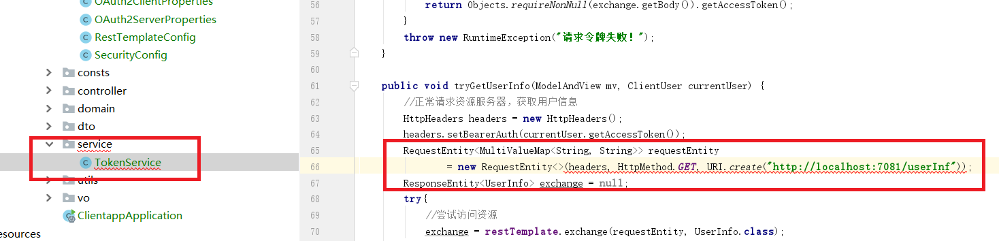 OAuth2ClientProperties
OAuth2ServerProperties
RestTemplateConfig
SecurityConfig
consts
controller
domain
dto
service
TokenService
utils
vo
ClientappApplication
esources
56 return Objects.requireNonNull(exchange.getBody()).getAccessToken();
57 }
58 throw new RuntimeException("请求令牌失败！");
59 }
60
61 public void tryGetUserInfo(ModelAndView mv, ClientUser currentUser) {
62 //正常请求资源服务器，获取用户信息
63 HttpHeaders headers = new HttpHeaders();
64 headers.setBearerAuth(currentUser.getAccessToken());
65 RequestEntity<MultiValueMap<String, String>> requestEntity
66 = new RequestEntity<>(headers, HttpMethod.GET, URI.create("http://localhost:7081/userInf"));
67 ResponseEntity<UserInfo> exchange = null;
68 try{
69 //尝试访问资源
70 exchange = restTemplate.exchange(requestEntity, UserInfo.class);